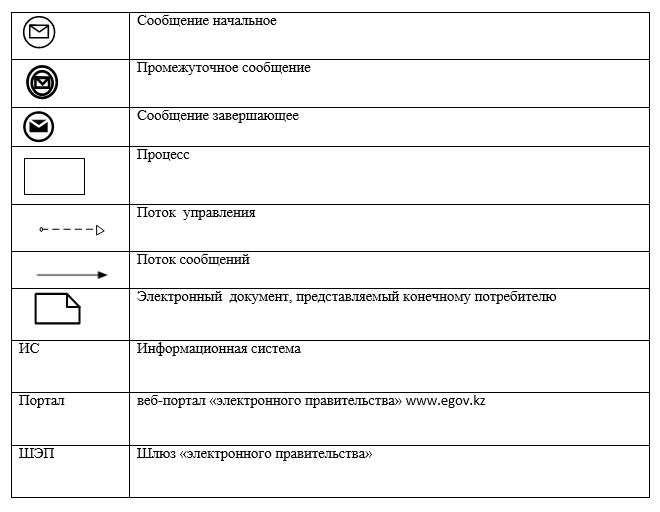 Сообщение начальное
Промежуточное сообщение
Сообщение завершающее
Процесс
Поток  управления
Поток сообщений
Электронный  документ, представляемый конечному потребителю
ИС Информационная система
Портал веб-портал «электронного правительства» www.egov.kz
ШЭП Шлюз «электронного правительства»